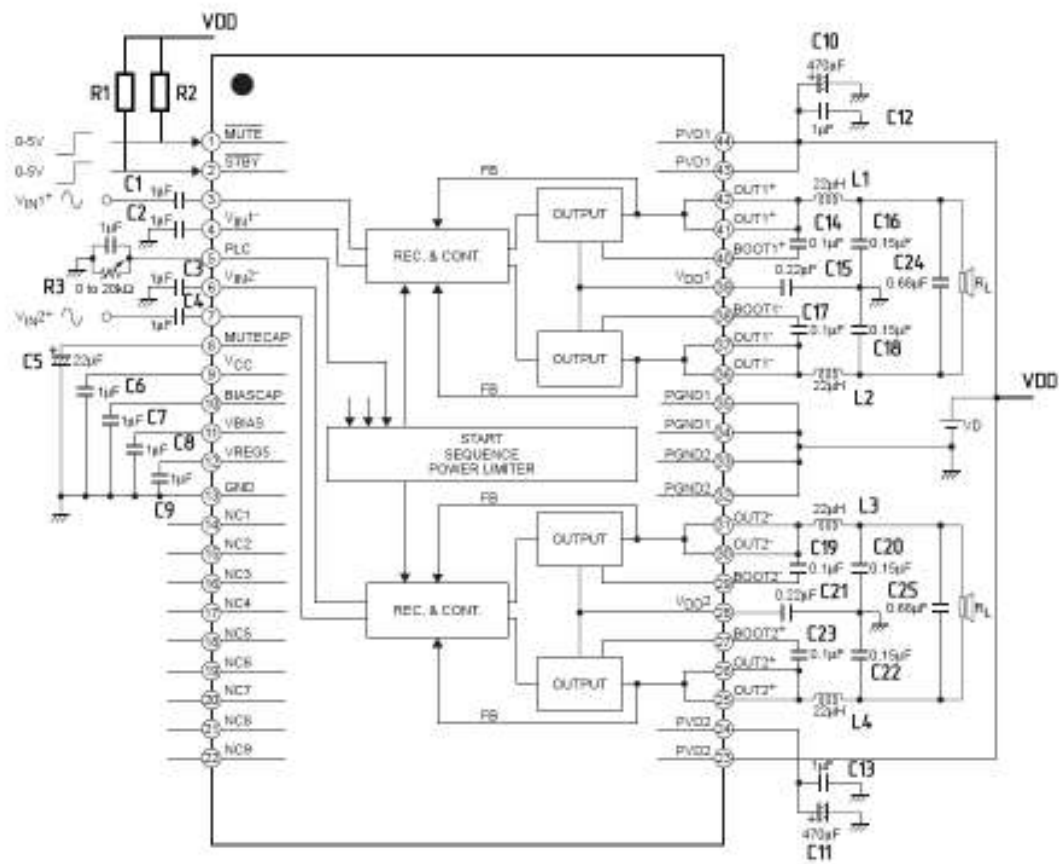 VDD
R1
R2
0-5V
0-5V
VIN1+
C1
1µF
C2
1µF
1µF
R3
0 to 20kΩ
C3
1µF
C4
1µF
VIN2+
C5
22µF
C6
1µF
C7
1µF
C8
1µF
C9
1µF
1 MUTE
2 STBY
3
4 VIN1-
5 PLC
6 VIN2-
7
8 MUTECAP
9 VCC
10 BIASCAP
11 VBIAS
12 VREG5
13 GND
14 NC1
15 NC2
16 NC3
17 NC4
18 NC5
19 NC6
20 NC7
21 NC8
22 NC9
FB
OUTPUT
REC. & CONT.
OUTPUT
FB
START
SEQUENCE
POWER LIMITER
FB
OUTPUT
REC. & CONT.
OUTPUT
FB
PVD1 44
PVD1 43
42 OUT1+
41 OUT1+
40 BOOT1+
39 VDD1
38 BOOT1-
37 OUT1-
36 OUT1-
PGND1 35
PGND1 34
PGND2 33
PGND2 32
31 OUT2-
30 OUT2-
29 BOOT2-
28 VDD2
27 BOOT2+
26 OUT2+
25 OUT2+
PVD2 24
PVD2 23
C10
470µF
C12
1µF
22µH
L1
C14
0.1µF
C16
0.15µF
0.22µF
C15
C24
0.68µF
RL
C17
0.1µF
0.15µF
C18
22µH
L2
VDD
VD
22µH
L3
C19
0.1µF
C20
0.15µF
0.22µF
C21
C25
0.68µF
RL
C23
0.1µF
0.15µF
C22
22µH
L4
1µF
C13
470µF
C11